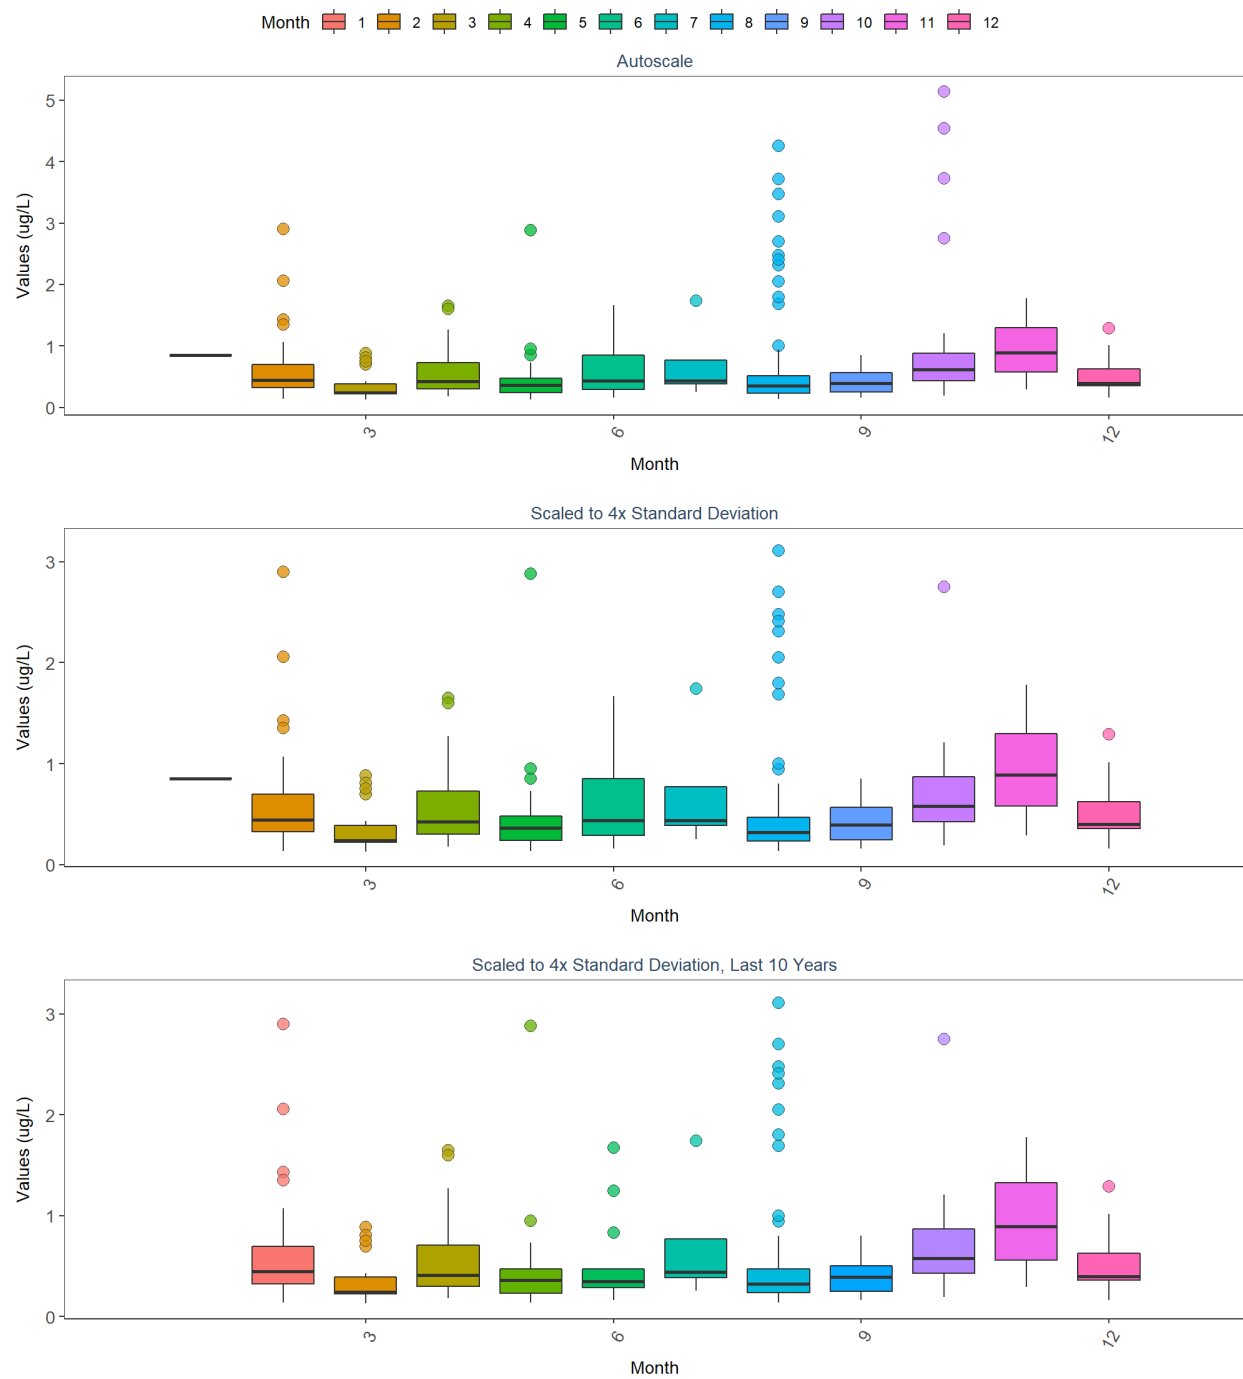 Month 1 2 3 4 5 6 7 8 9 10 11 12
Autoscale
5
4
3
2
1
0
Values (ug/L)
3 6 9 12
Month
Scaled to 4x Standard Deviation
3
2
1
0
Values (ug/L)
3 6 9 12
Month
Scaled to 4x Standard Deviation, Last 10 Years
3
2
1
0
Values (ug/L)
3 6 9 12
Month